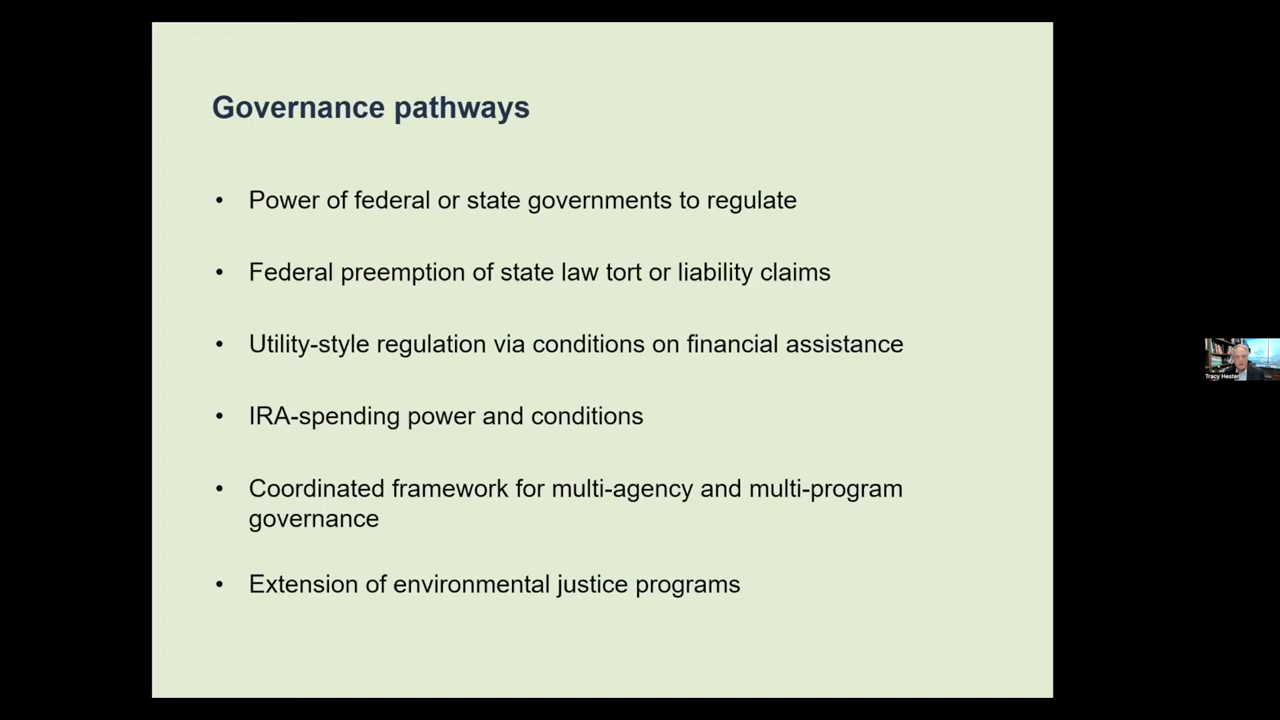 Governance pathways
• Power of federal or state governments to regulate
• Federal preemption of state law tort or liability claims
• Utility-style regulation via conditions on financial assistance
• IRA-spending power and conditions
• Coordinated framework for multi-agency and multi-program
governance
• Extension of environmental justice programs
Tracy Hester